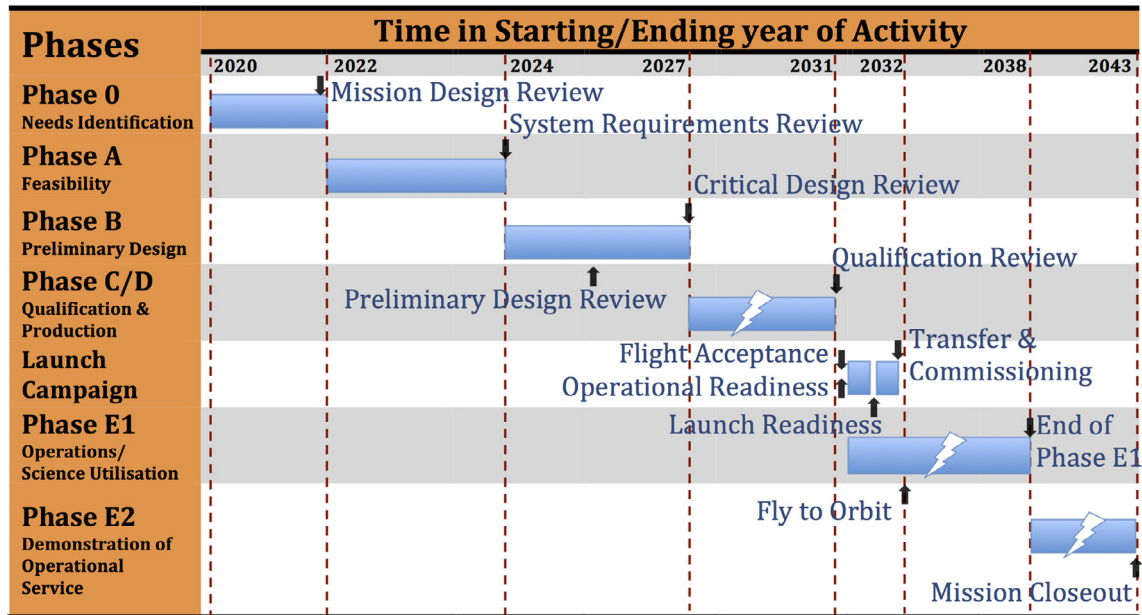 Phases
Time in Starting/Ending year of Activity
2020 2022 2024 2027 2031 2032 2038 2043
Phase 0
Needs Identification
Mission Design Review
System Requirements Review
Phase A
Feasibility
Critical Design Review
Phase B
Preliminary Design
Qualification Review
Phase C/D
Qualification &
Production
Preliminary Design Review
Launch
Campaign
Flight Acceptance
Operational Readiness
Transfer &
Commissioning
Launch Readiness
Phase E1
Operations/
Science Utilisation
End of
Phase E1
Fly to Orbit
Phase E2
Demonstration of
Operational
Service
Mission Closeout